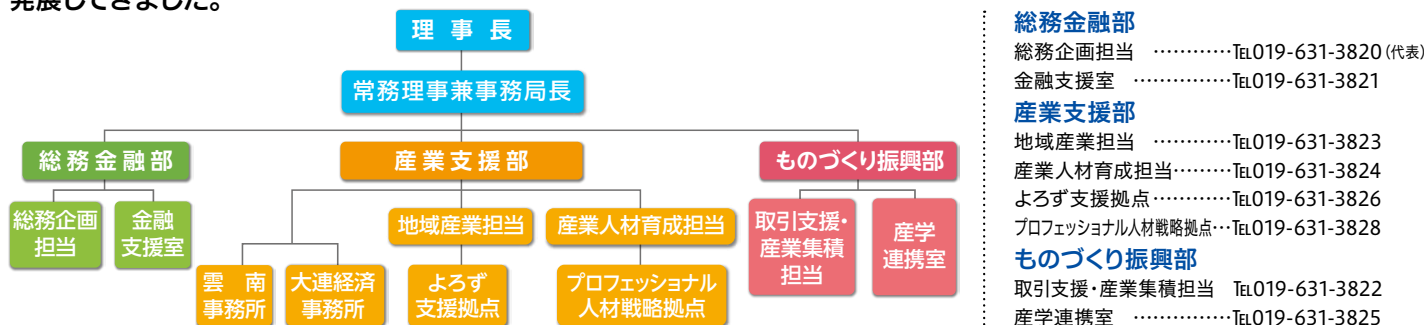 発展してきました。
理事長
常務理事兼事務局長
総務金融部
産業支援部
ものづくり振興部
総務企画
担当
金融
支援室
地域産業担当
産業人材育成担当
取引支援・
産業集積
担当
産学
連携室
雲南
事務所
大連経済
事務所
よろず
支援拠点
プロフェッショナル
人材戦略拠点
総務金融部
総務企画担当 …………℡019-631-3820(代表)
金融支援室 ……………℡019-631-3821
産業支援部
地域産業担当 …………℡019-631-3823
産業人材育成担当………℡019-631-3824
よろず支援拠点…………℡019-631-3826
プロフェッショナル人材戦略拠点…℡019-631-3828
ものづくり振興部
取引支援・産業集積担当 ℡019-631-3822
産学連携室 ……………℡019-631-3825